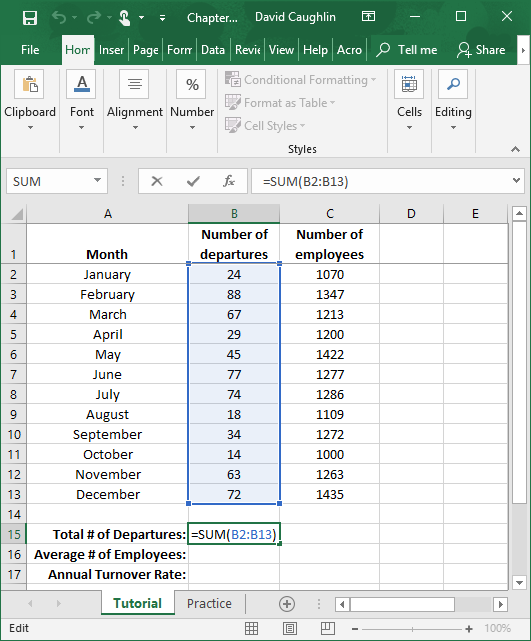 Chapter... David Caughlin
File Hom Inser Page Form Data Revie View Help Acro Tell me Share
Clipboard Font Alignment Number % Conditional Formatting Format as Table Cell Styles Cells Editing
Styles
SUM fx =SUM(B2:B13)
A B C D E
1 Month Number of departures Number of employees
2 January 24 1070
3 February 88 1347
4 March 67 1213
5 April 29 1200
6 May 45 1422
7 June 77 1277
8 July 74 1286
9 August 18 1109
10 September 34 1272
11 October 14 1000
12 November 63 1263
13 December 72 1435
14
15 Total # of Departures: =SUM(B2:B13)
16 Average # of Employees:
17 Annual Turnover Rate:
Tutorial Practice
Edit 100%